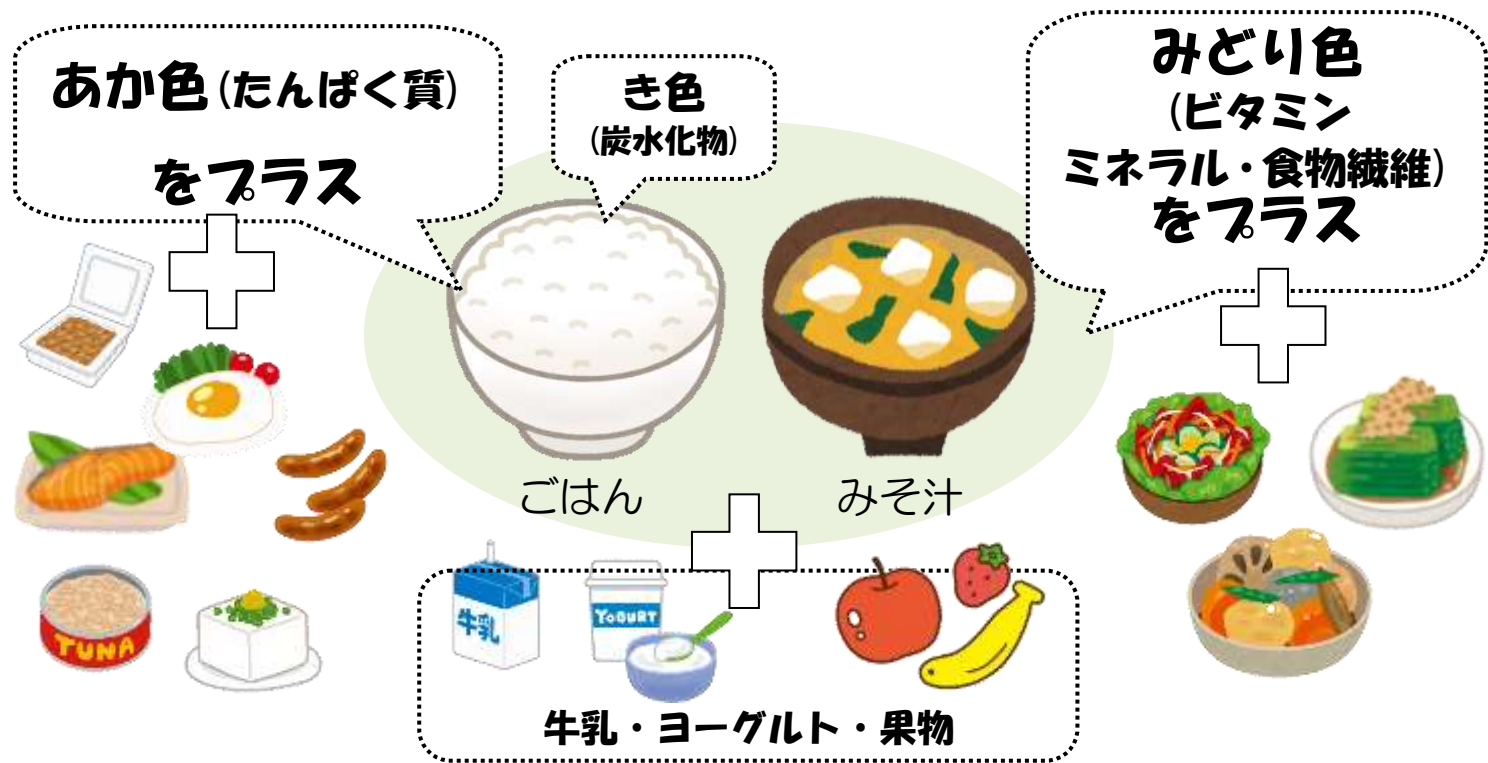 あか色(たんぱく質)
をプラス
き色
(炭水化物)
みどり色
(ビタミン
ミネラル・食物繊維)
をプラス
ごはん
みそ汁
牛乳
YOGURT
TUNA
牛乳・ヨーグルト・果物